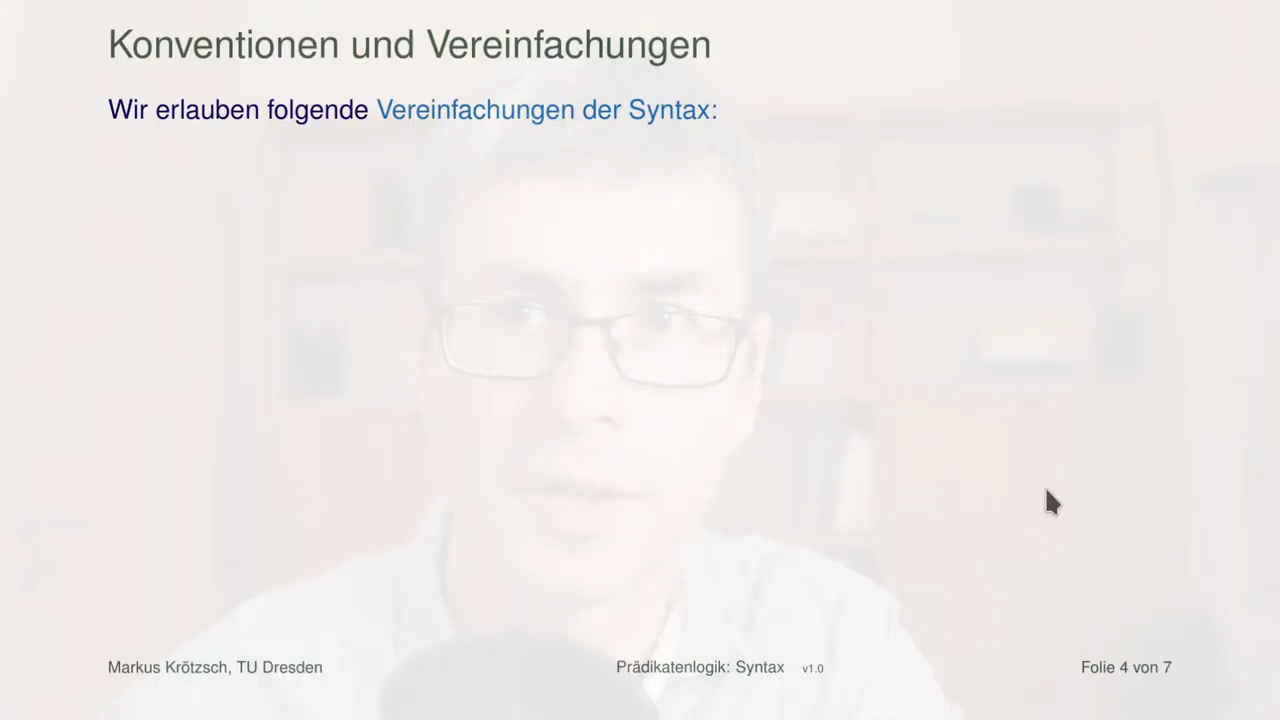 Konventionen und Vereinfachungen
Wir erlauben folgende Vereinfachungen der Syntax:
Markus Krötzsch, TU Dresden Prädikatenlogik: Syntax v1.0 Folie 4 von 7